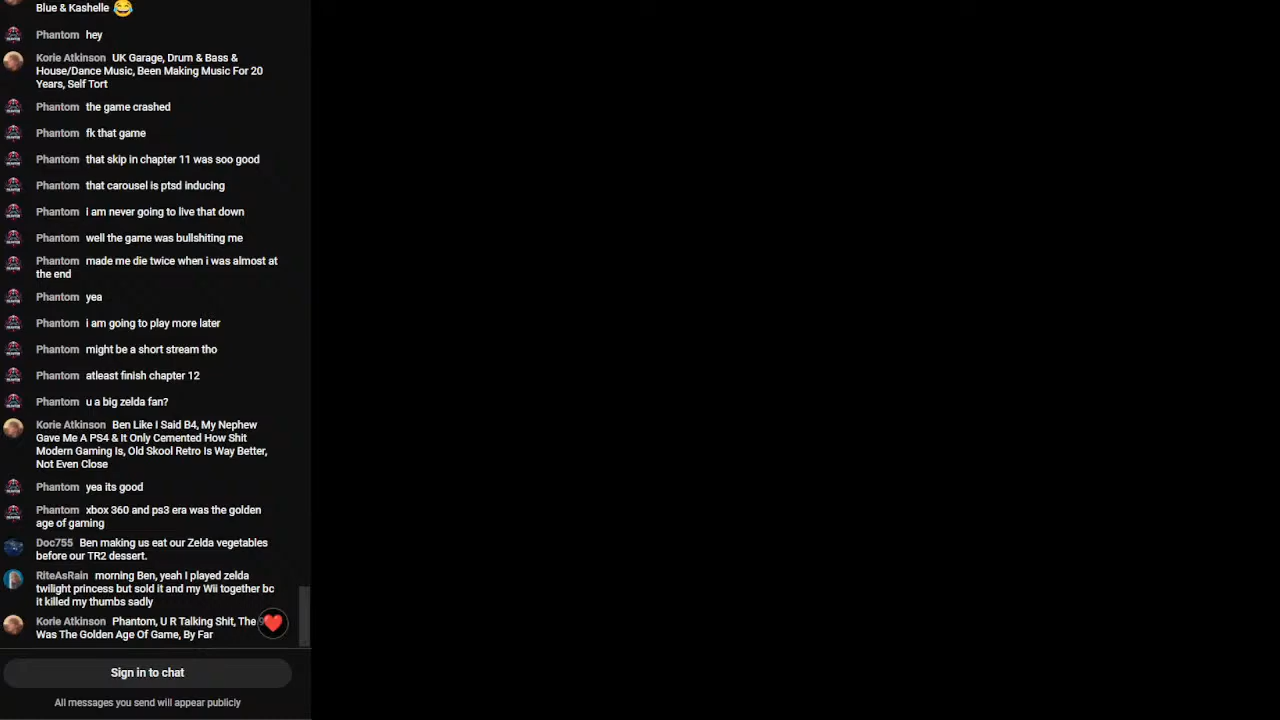 Blue & Kashelle 😂
Phantom hey
Korie Atkinson UK Garage, Drum & Bass &
House/Dance Music, Been Making Music For 20
Years, Self Tort
Phantom the game crashed
Phantom fk that game
Phantom that skip in chapter 11 was soo good
Phantom that carousel is ptsd inducing
Phantom i am never going to live that down
Phantom well the game was bullshiting me
Phantom made me die twice when i was almost at
the end
Phantom yea
Phantom i am going to play more later
Phantom might be a short stream tho
Phantom atleast finish chapter 12
Phantom u a big zelda fan?
Korie Atkinson Ben Like I Said B4, My Nephew
Gave Me A PS4 & It Only Cemented How Shit
Modern Gaming Is, Old Skool Retro Is Way Better,
Not Even Close
Phantom yea its good
Phantom xbox 360 and ps3 era was the golden
age of gaming
Doc755 Ben making us eat our Zelda vegetables
before our TR2 dessert.
RiteAsRain morning Ben, yeah I played zelda
twilight princess but sold it and my Wii together bc
it killed my thumbs sadly
Korie Atkinson Phantom, U R Talking Shit, The
Was The Golden Age Of Game, By Far
Sign in to chat
All messages you send will appear publicly